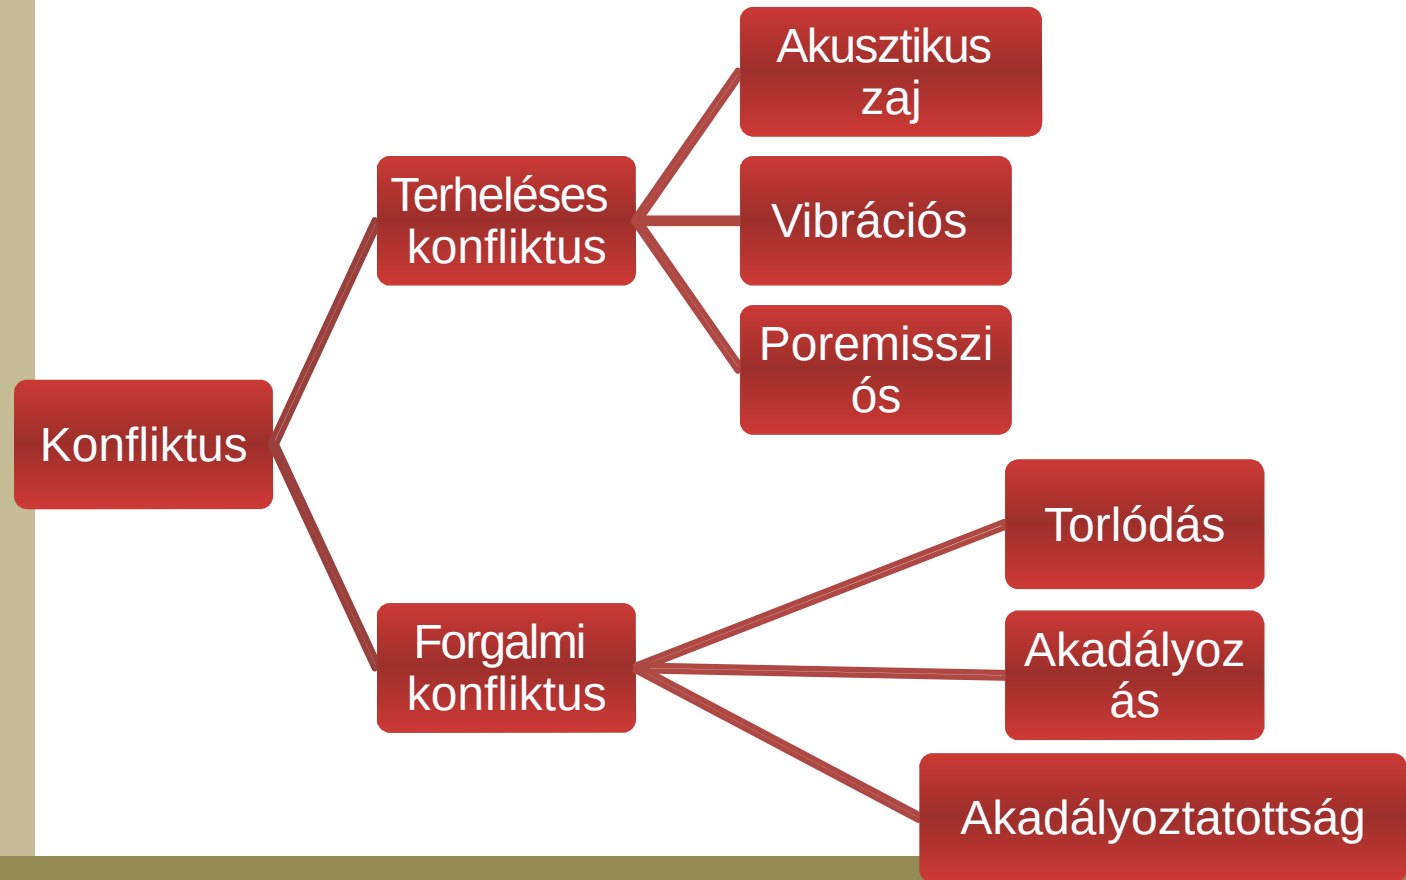 Akusztikus
zaj
Terheléses
konfliktus
Vibrációs
Poremisszi
ós
Konfliktus
Torlódás
Forgalmi
konfliktus
Akadályoz
ás
Akadályoztatottság